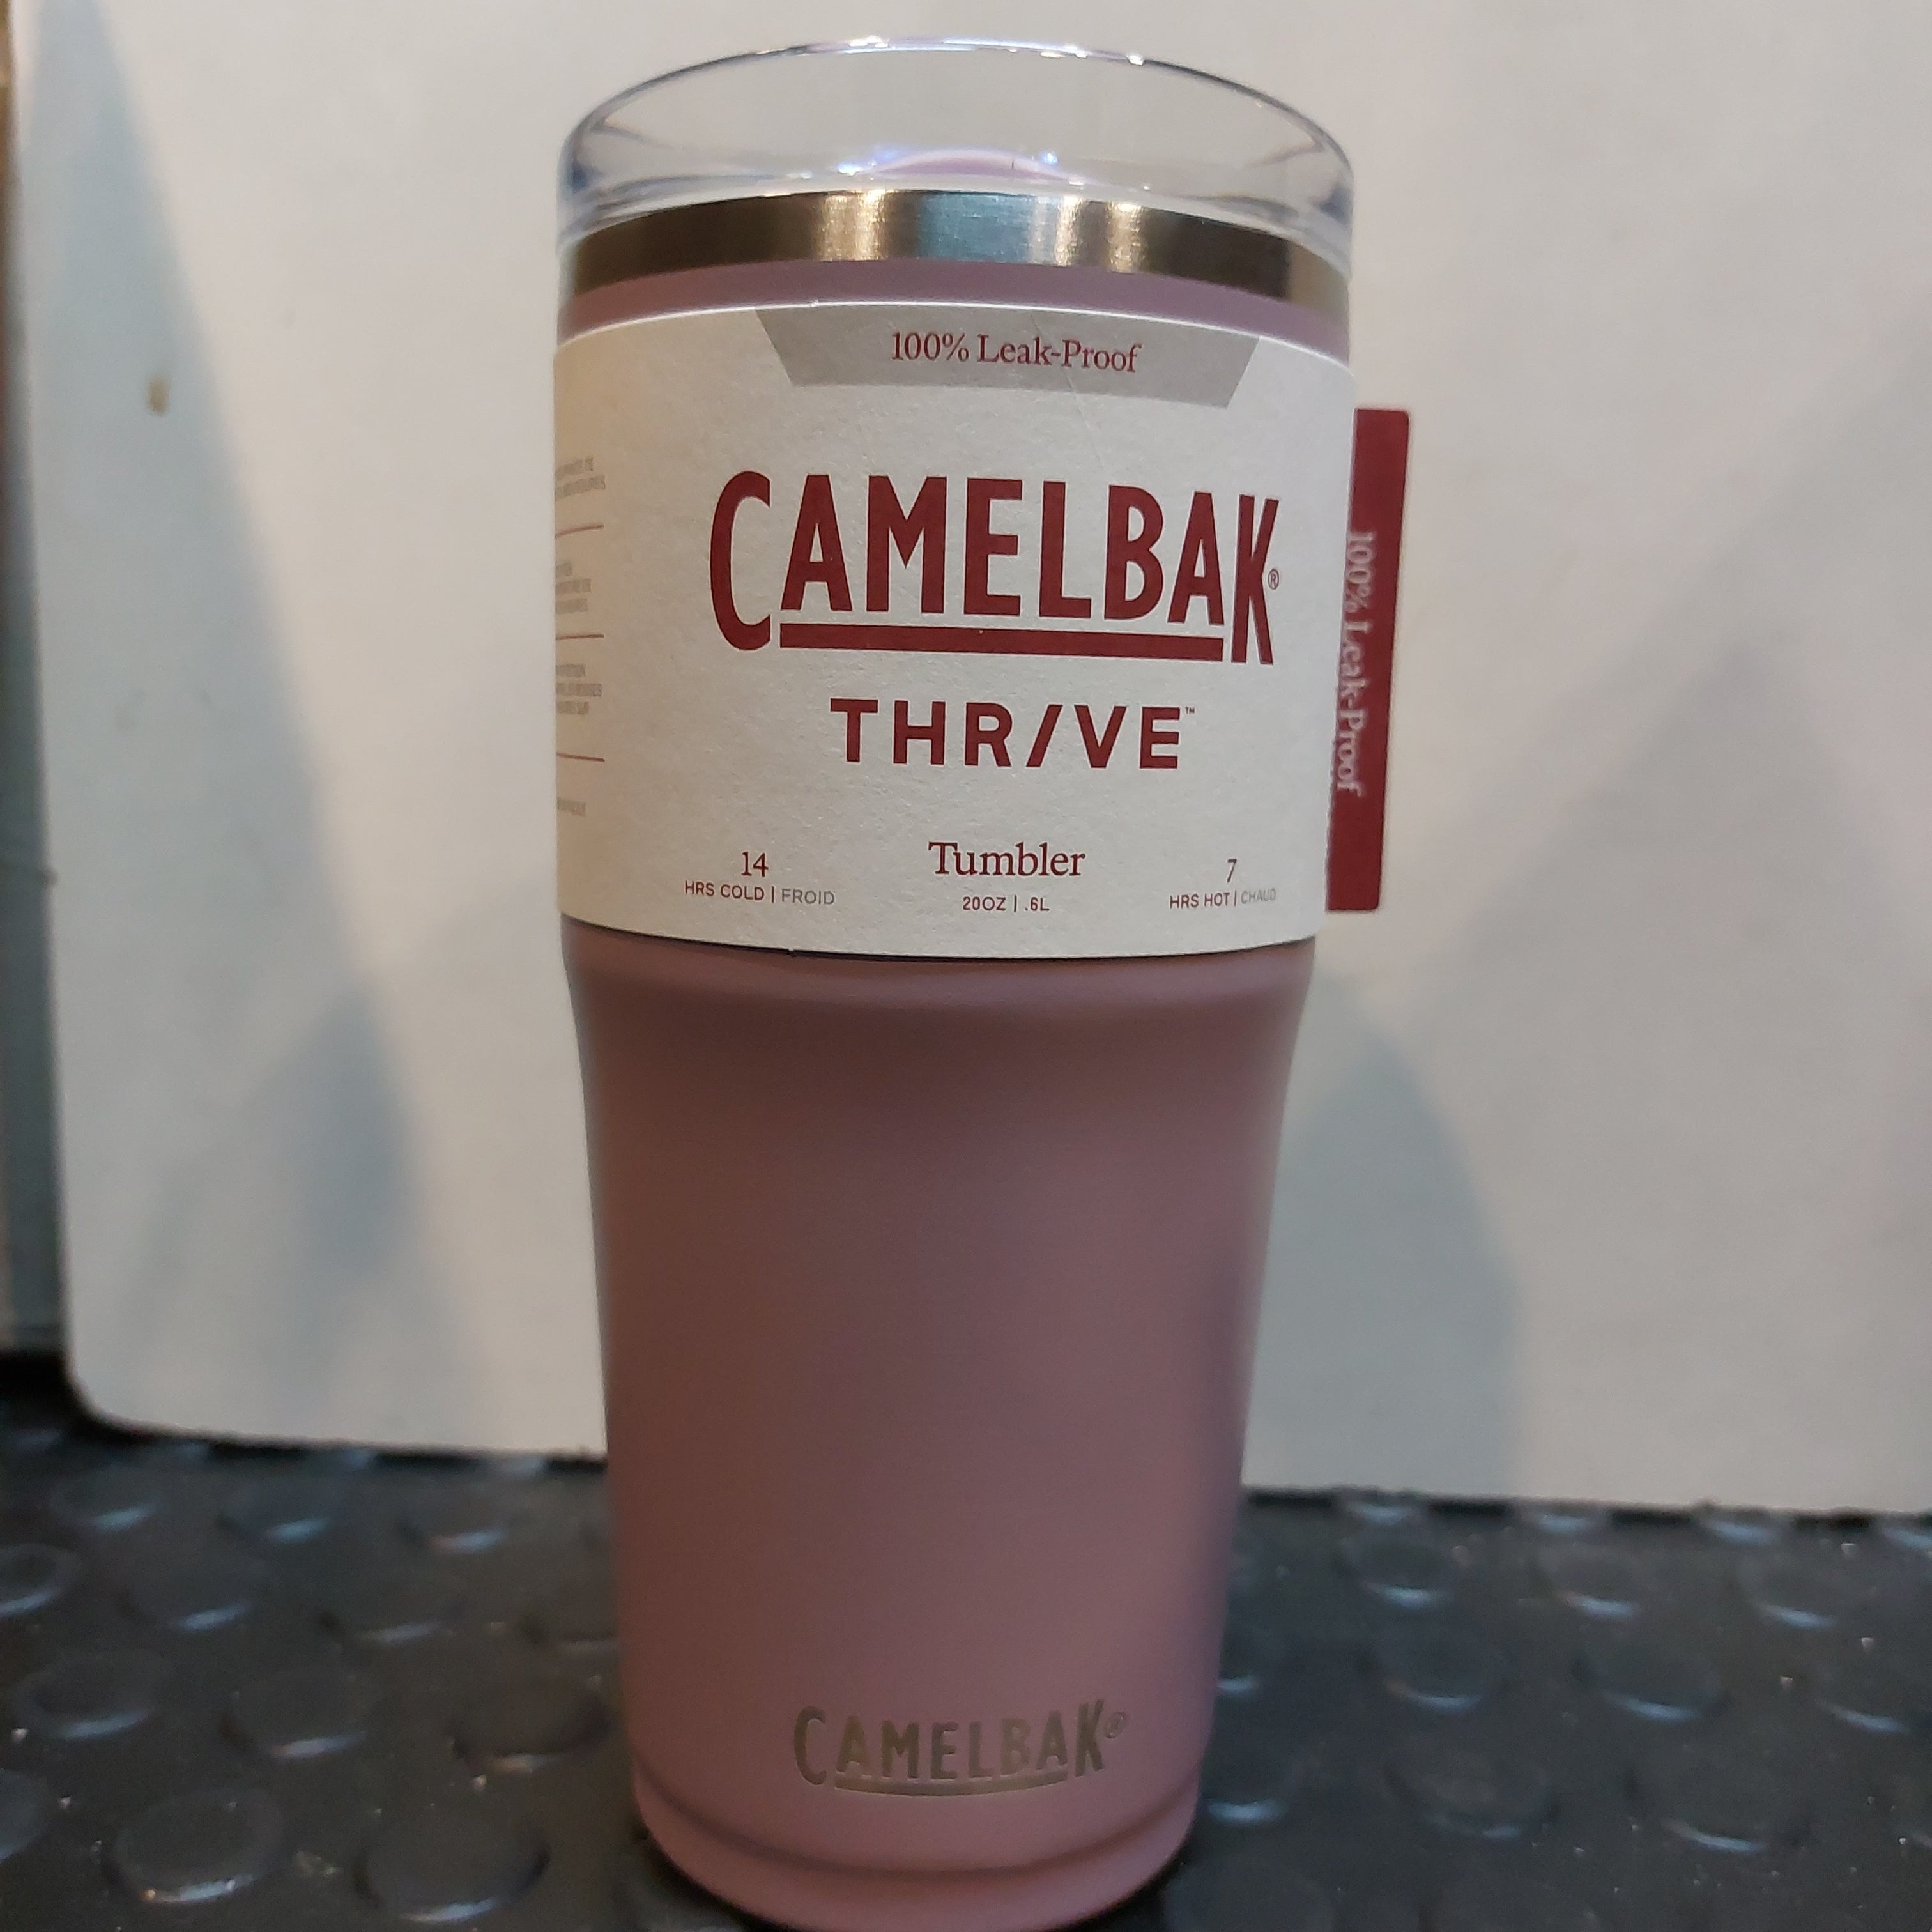 100% Leak-Proof
CAMELBAK®
THR/VE™
14
HRS COLD | FROID
Tumbler
20OZ | .6L
7
HRS HOT | CHAUD
100% Leak-Proof
CAMELBAK®